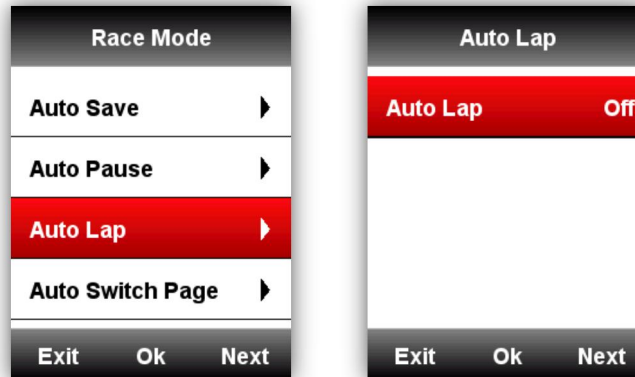 Race Mode
Auto Save
Auto Pause
Auto Lap
Auto Switch Page
Exit Ok Next
Auto Lap
Auto Lap Off
Exit Ok Next